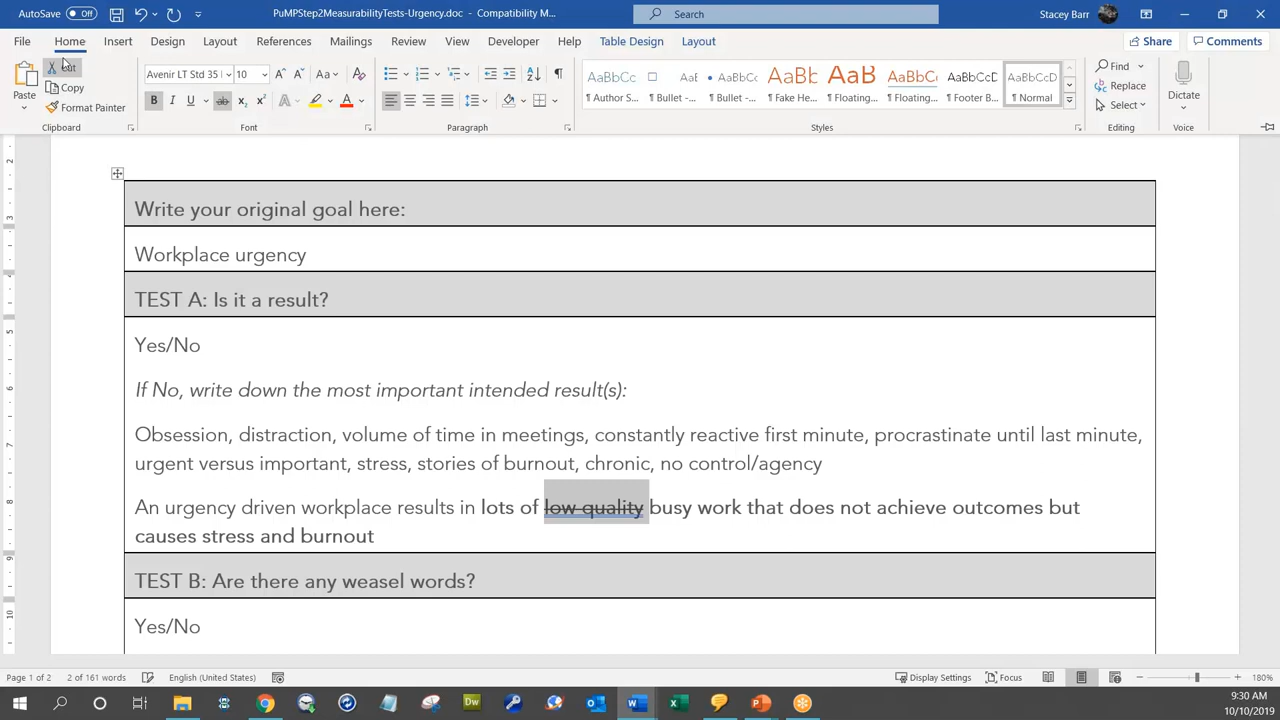 AutoSave Off PuMPStep2MeasurabilityTests-Urgency.doc - Compatibility M... Search Stacey Barr
File Home Insert Design Layout References Mailings Review View Developer Help Table Design Layout Share Comments
Cut Avenir LT Std 35 10 Aa AaBbCc AaB AaBbCc AaBbC AaB AaBbCc AaBbCcD AaBbCcD Find
Paste Copy B I U ab x2 x2 A A Replace Dictate
Format Painter ¶ Author S... ¶ Bullet -... ¶ Bullet -... ¶ Fake He... ¶ Floating... ¶ Floating... ¶ Footer B... ¶ Normal Select
Clipboard Font Paragraph Styles Editing Voice
Write your original goal here:
Workplace urgency
TEST A: Is it a result?
Yes/No
If No, write down the most important intended result(s):
Obsession, distraction, volume of time in meetings, constantly reactive first minute, procrastinate until last minute,
urgent versus important, stress, stories of burnout, chronic, no control/agency
An urgency driven workplace results in lots of low quality busy work that does not achieve outcomes but
causes stress and burnout
TEST B: Are there any weasel words?
Yes/No
Page 1 of 2 2 of 161 words English (United States) Display Settings Focus 180%
9:30 AM
10/10/2019